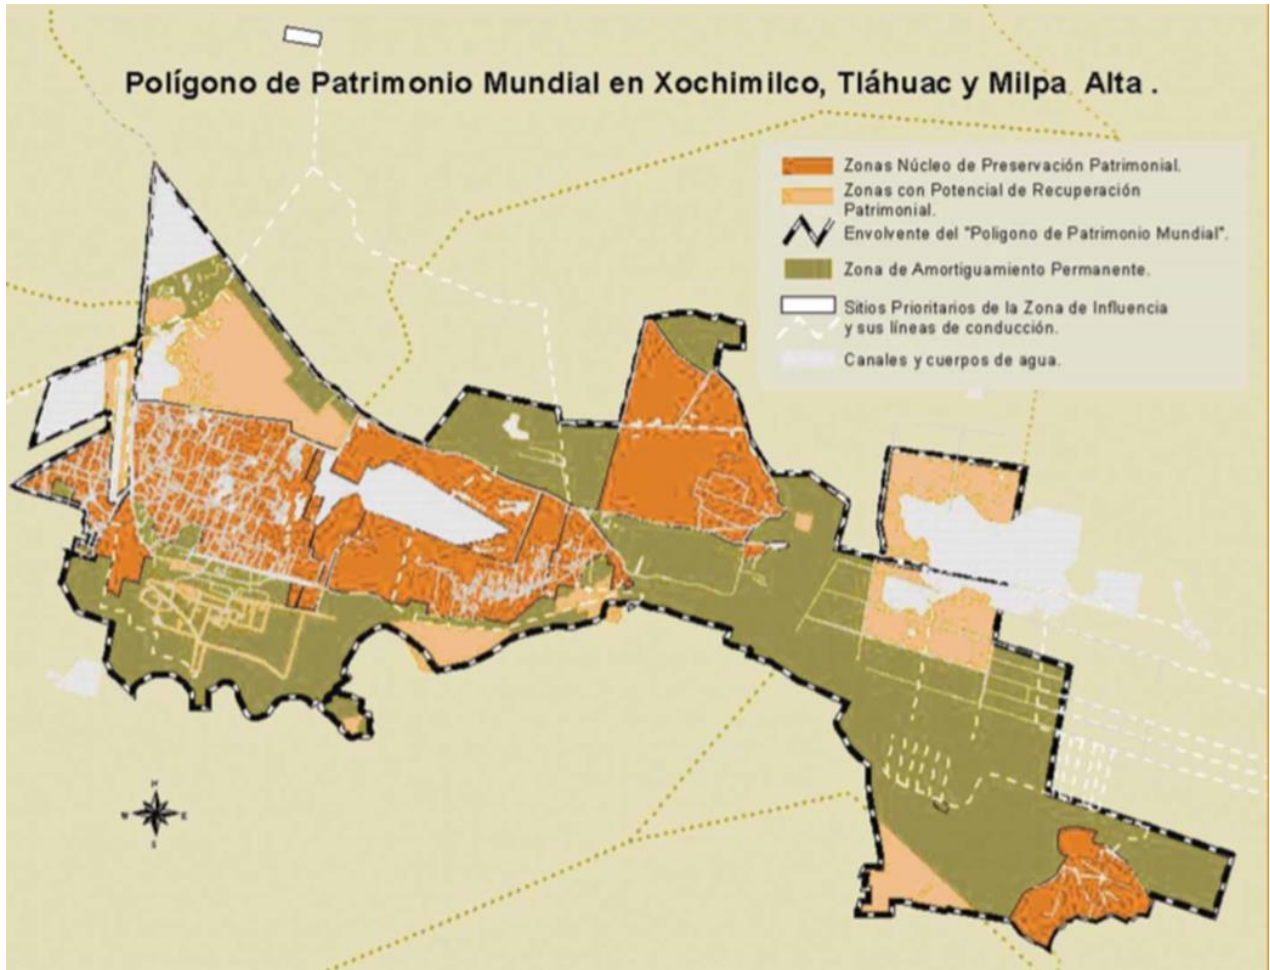 Polígono de Patrimonio Mundial en Xochimilco, Tláhuac y Milpa Alta .
Zonas Núcleo de Preservación Patrimonial.
Zonas con Potencial de Recuperación
Patrimonial.
Envolvente del "Poligono de Patrimonio Mundial".
Zona de Amortiguamiento Permanente.
Sitios Prioritarios de la Zona de Influencia
y sus líneas de conducción.
Canales y cuerpos de agua.
N
W E
S